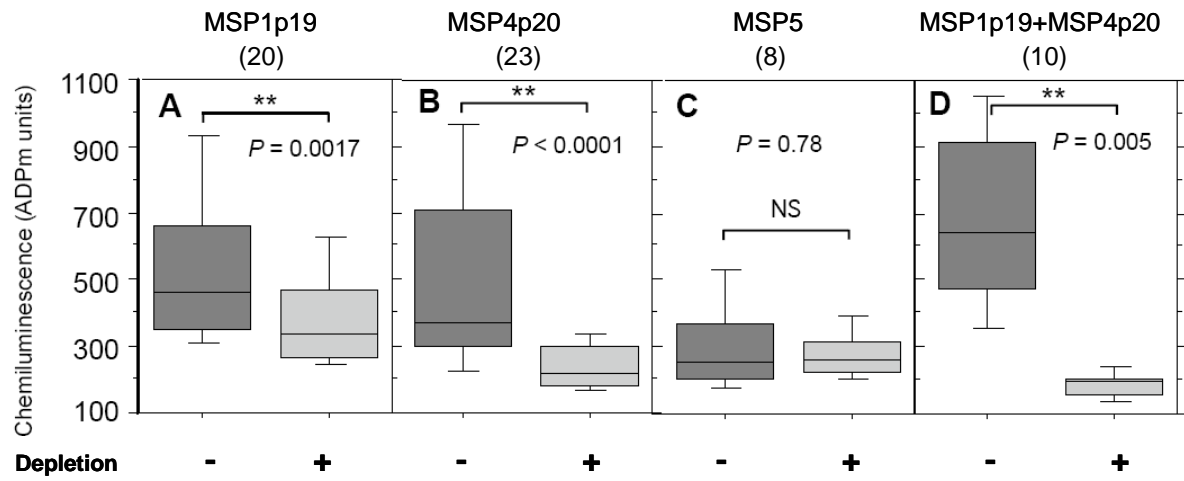 MSP1p19 MSP4p20 MSP5 MSP1p19+MSP4p20
(20) (23) (8) (10)
Chemiluminescence (ADPm units)
1100
900
700
500
300
100
A
**
P = 0.0017
B
**
P < 0.0001
C
P = 0.78
NS
D
**
P = 0.005
Depletion - + - + - + - +